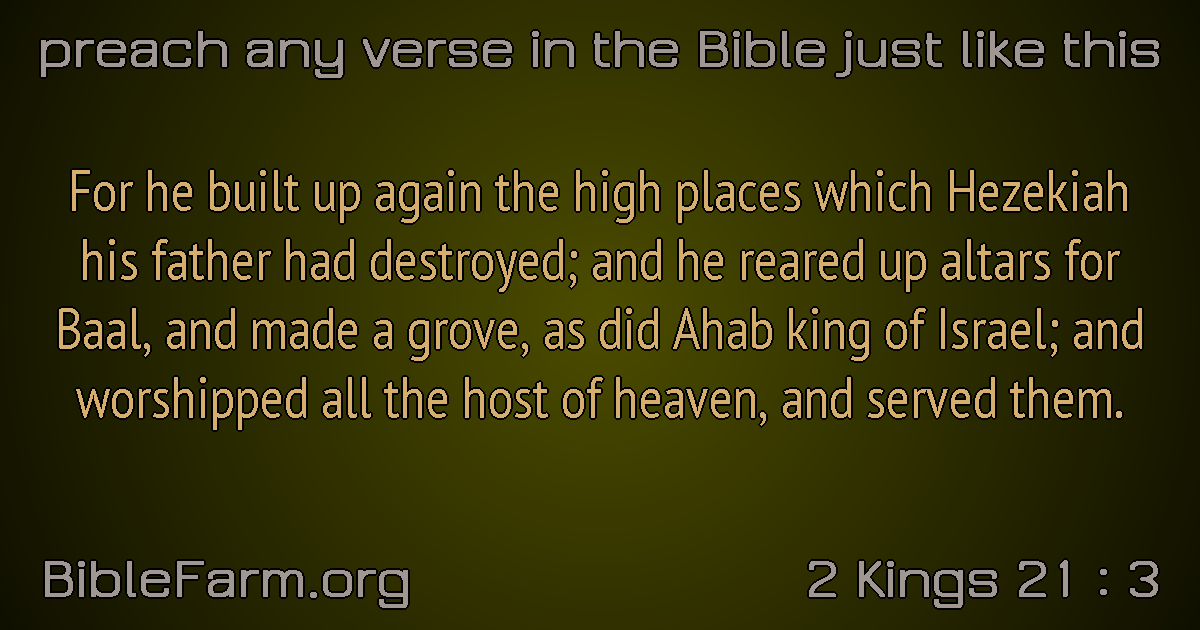 preach any verse in the Bible just like this
For he built up again the high places which Hezekiah
his father had destroyed; and he reared up altars for
Baal, and made a grove, as did Ahab king of Israel; and
worshipped all the host of heaven, and served them.
BibleFarm.org
2 Kings 21 : 3